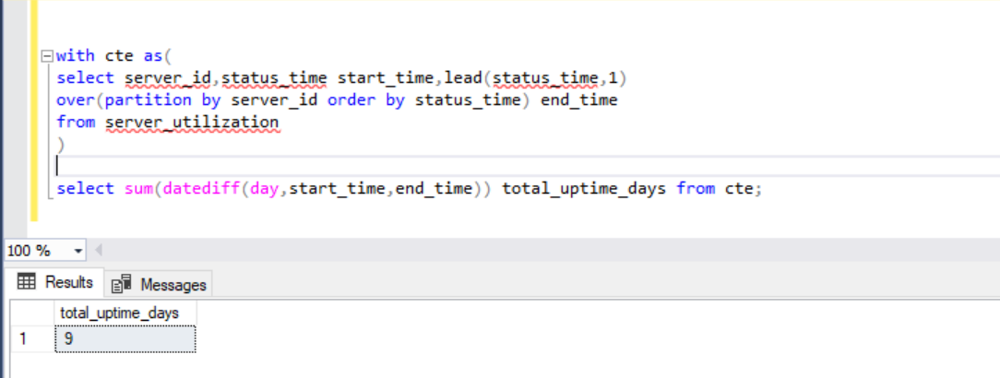 with cte as(
select server_id,status_time start_time,lead(status_time,1)
over(partition by server_id order by status_time) end_time
from server_utilization
)
select sum(datediff(day,start_time,end_time)) total_uptime_days from cte;
100 %
Results Messages
total_uptime_days
1 9